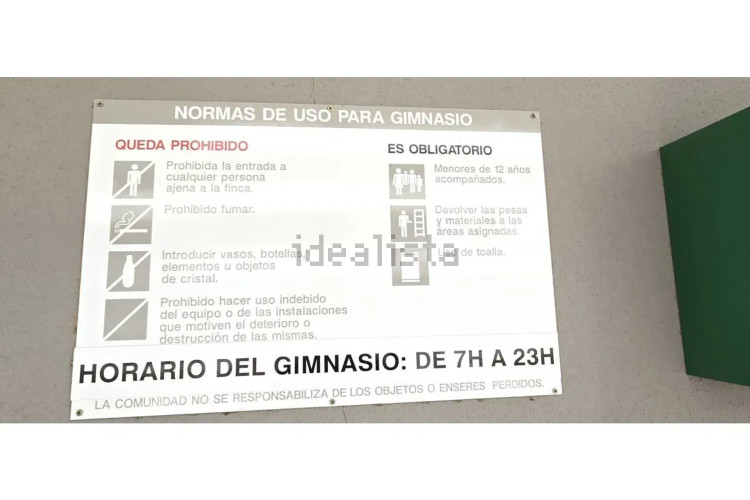 NORMAS DE USO PARA GIMNASIO
QUEDA PROHIBIDO
Prohibida la entrada a
cualquier persona
ajena a la finca.
Prohibido fumar.
Introducir vasos, botellas,
elementos u objetos
de cristal.
Prohibido hacer uso indebido
del equipo o de las instalaciones
que motiven el deterioro o
destrucción de las mismas.
ES OBLIGATORIO
Menores de 12 años
acompañados.
Devolver las pesas
y materiales a las
áreas asignadas.
Uso de toalla.
idealista
HORARIO DEL GIMNASIO: DE 7H A 23H
LA COMUNIDAD NO SE RESPONSABILIZA DE LOS OBJETOS O ENSERES PERDIDOS.